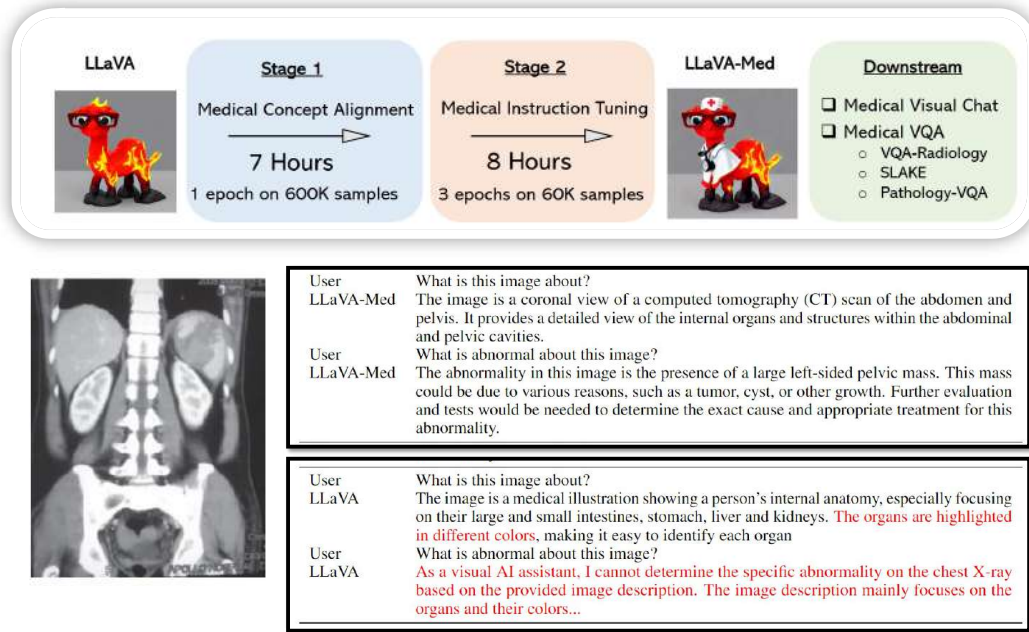 LLaVA
Stage 1
Medical Concept Alignment
7 Hours
1 epoch on 600K samples
Stage 2
Medical Instruction Tuning
8 Hours
3 epochs on 60K samples
LLaVA-Med
Downstream
Medical Visual Chat
Medical VQA
VQA-Radiology
SLAKE
Pathology-VQA
User What is this image about?
LLaVA-Med The image is a coronal view of a computed tomography (CT) scan of the abdomen and
pelvis. It provides a detailed view of the internal organs and structures within the abdominal
and pelvic cavities.
User What is abnormal about this image?
LLaVA-Med The abnormality in this image is the presence of a large left-sided pelvic mass. This mass
could be due to various reasons, such as a tumor, cyst, or other growth. Further evaluation
and tests would be needed to determine the exact cause and appropriate treatment for this
abnormality.
User What is this image about?
LLaVA The image is a medical illustration showing a person's internal anatomy, especially focusing
on their large and small intestines, stomach, liver and kidneys. The organs are highlighted
in different colors, making it easy to identify each organ
User What is abnormal about this image?
LLaVA As a visual AI assistant, I cannot determine the specific abnormality on the chest X-ray
based on the provided image description. The image description mainly focuses on the
organs and their colors...